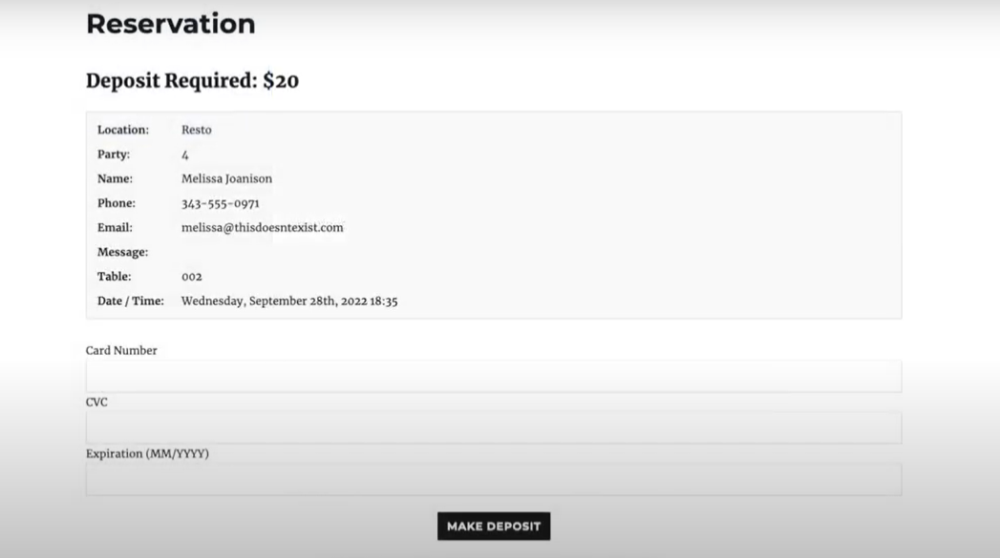 Reservation
Deposit Required: $20
Location: Resto
Party: 4
Name: Melissa Joanison
Phone: 343-555-0971
Email: melissa@thisdoesntexist.com
Message:
Table: 002
Date / Time: Wednesday, September 28th, 2022 18:35
Card Number
CVC
Expiration (MM/YYYY)
MAKE DEPOSIT